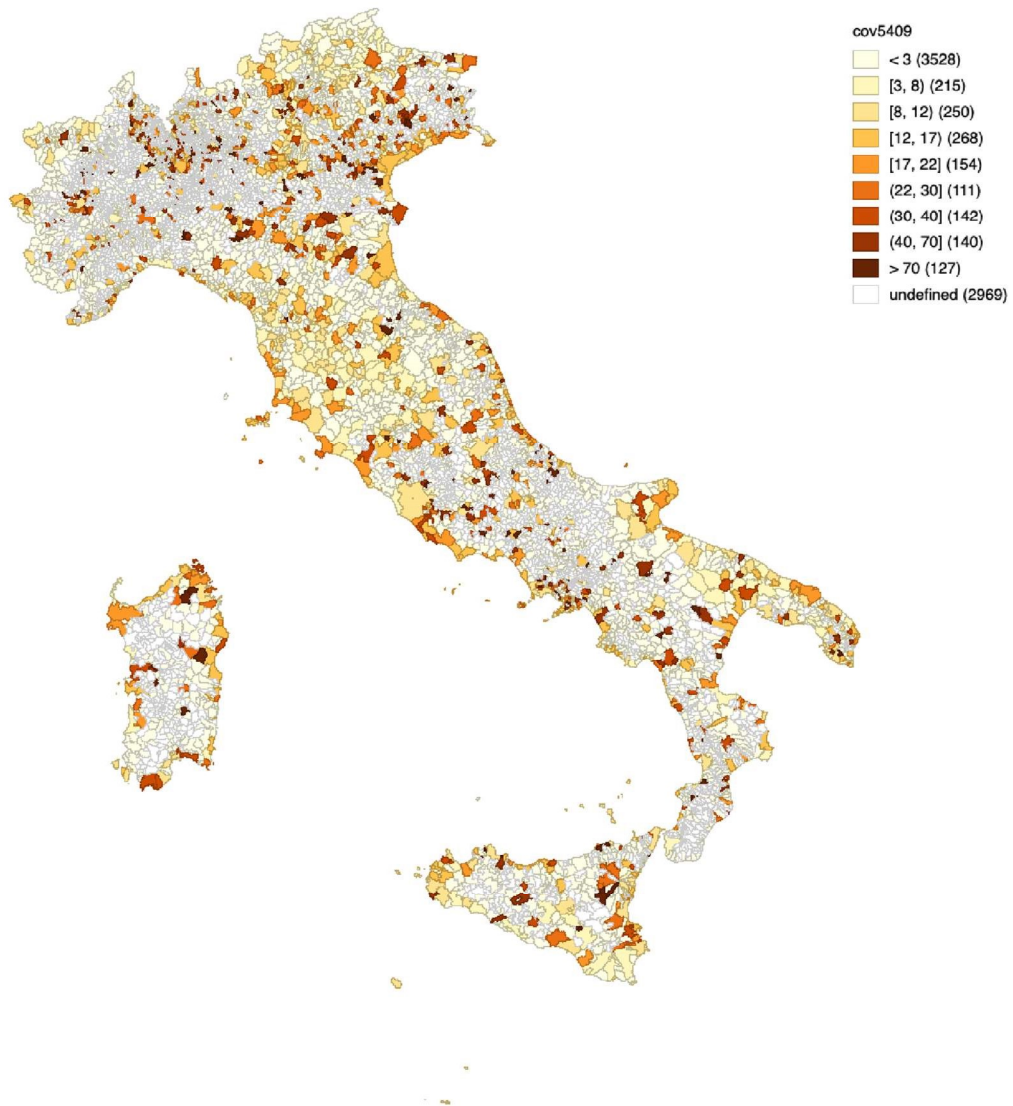 cov5409
< 3 (3528)
[3, 8) (215)
[8, 12) (250)
[12, 17) (268)
[17, 22] (154)
(22, 30] (111)
(30, 40] (142)
(40, 70] (140)
> 70 (127)
undefined (2969)